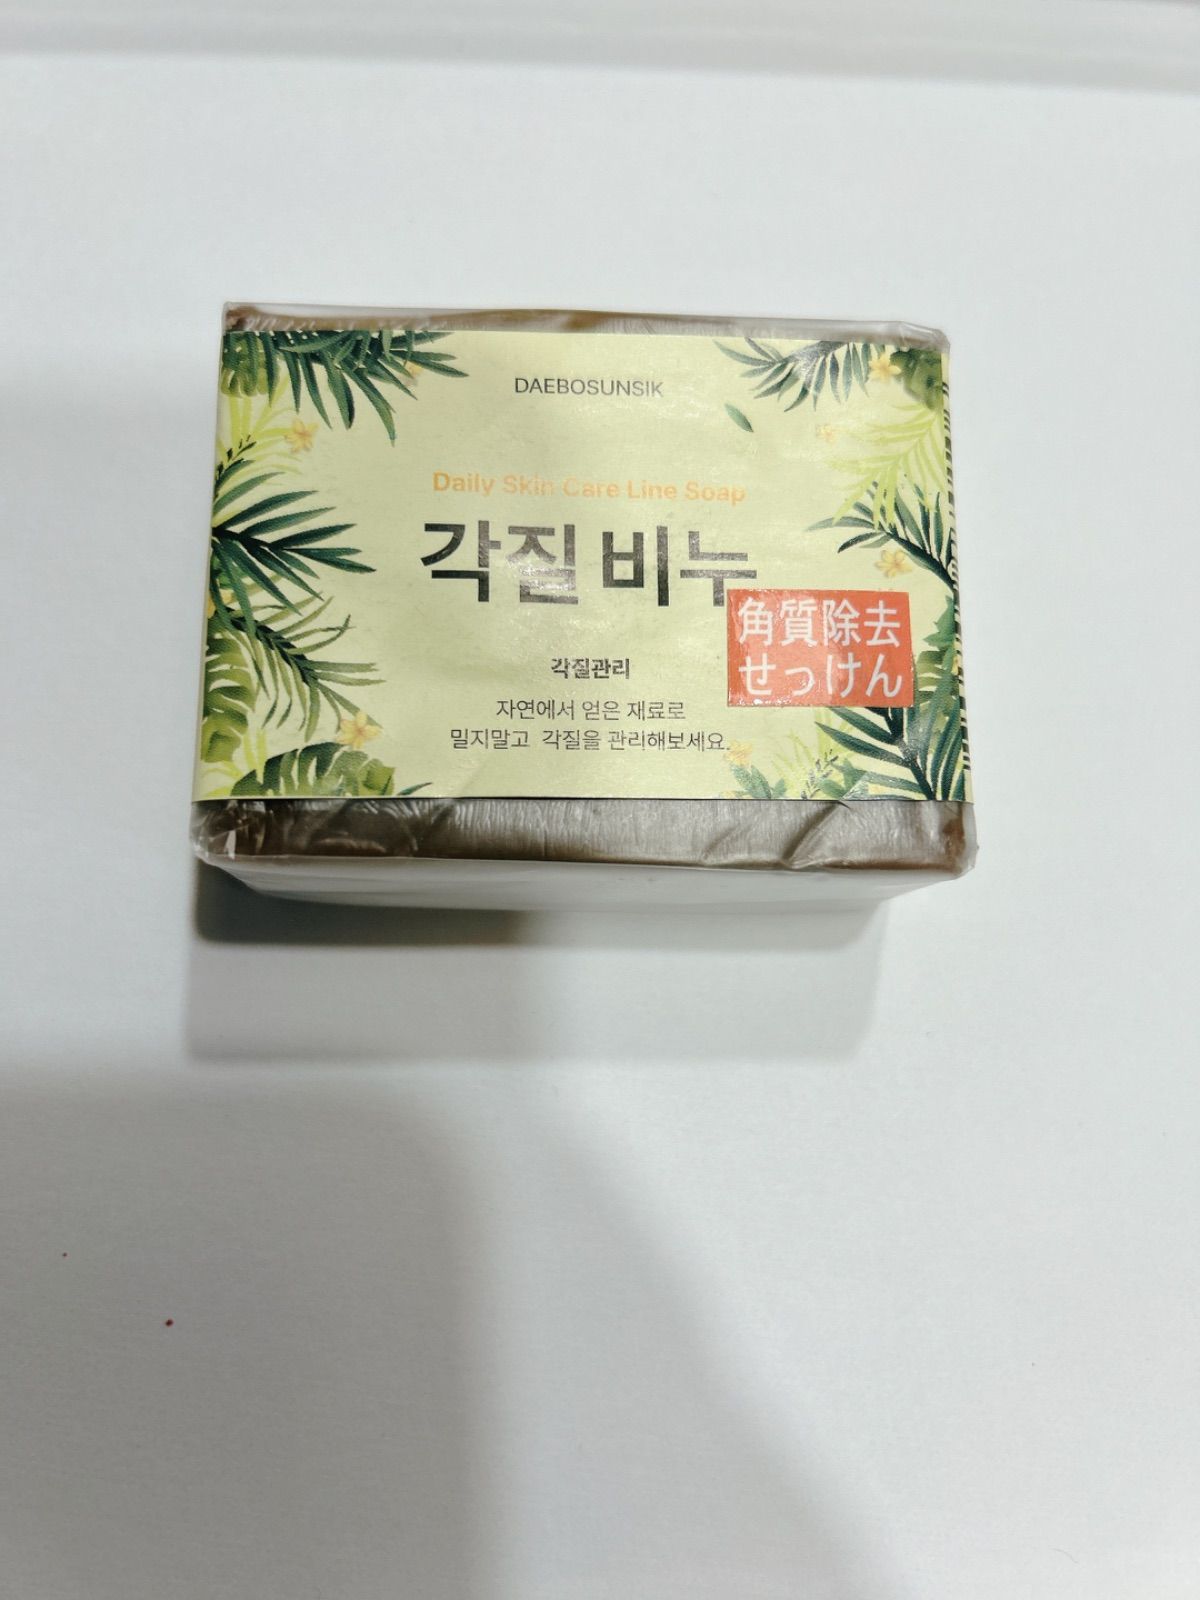 DAEBOSUNSIK
Daily Skin Care Line Soap
각질 비누
角質除去
せっけん
각질관리
자연에서 얻은 재료로
밀지말고 각질을 관리해보세요.